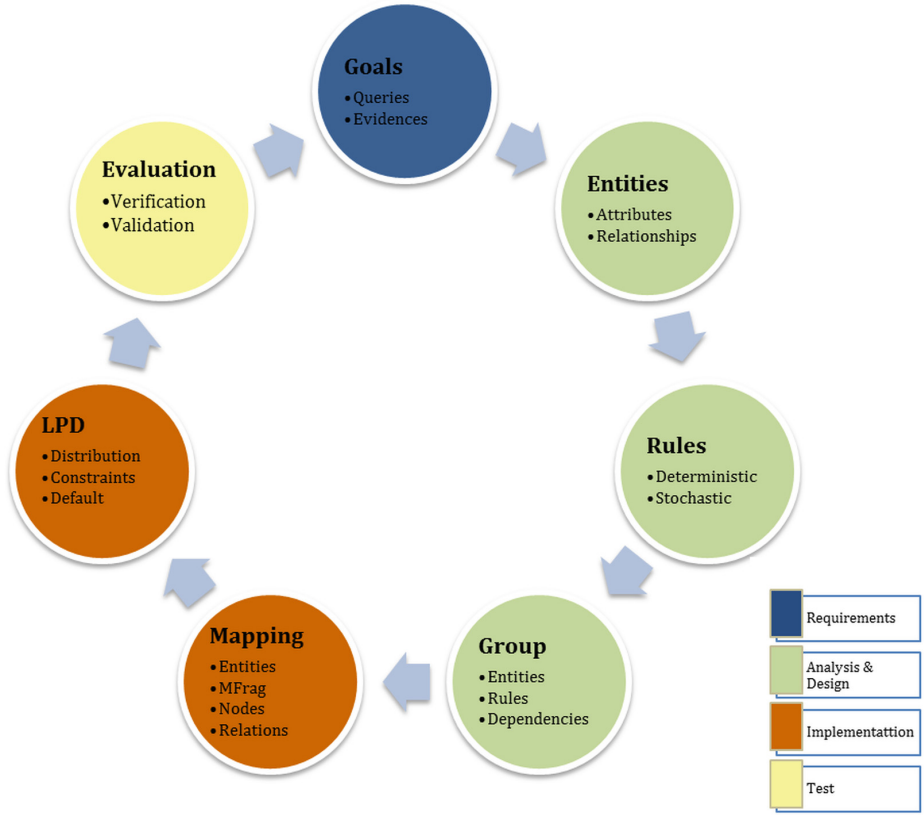 Goals
•Queries
•Evidences
Entities
•Attributes
•Relationships
Rules
•Deterministic
•Stochastic
Group
•Entities
•Rules
•Dependencies
Mapping
•Entities
•MFrag
•Nodes
•Relations
LPD
•Distribution
•Constraints
•Default
Evaluation
•Verification
•Validation
Requirements
Analysis &
Design
Implementattion
Test